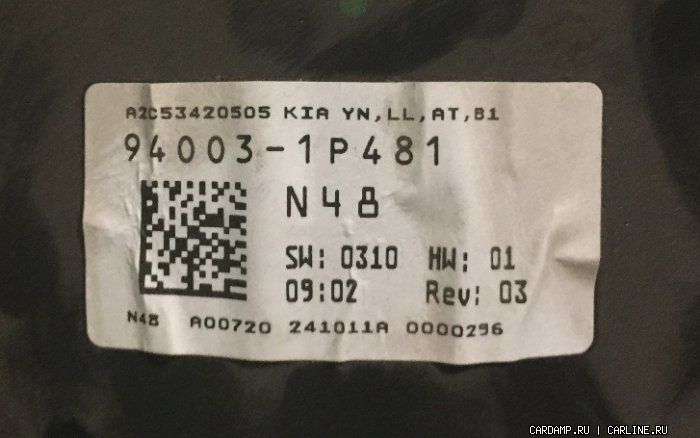 A2C53420505 KIA YN,LL,AT,B1
94003-1P481
N48
SW: 0310 HW: 01
09:02 Rev: 03
N48 A00720 241011A 0000296
CARDAMP.RU | CARLINE.RU